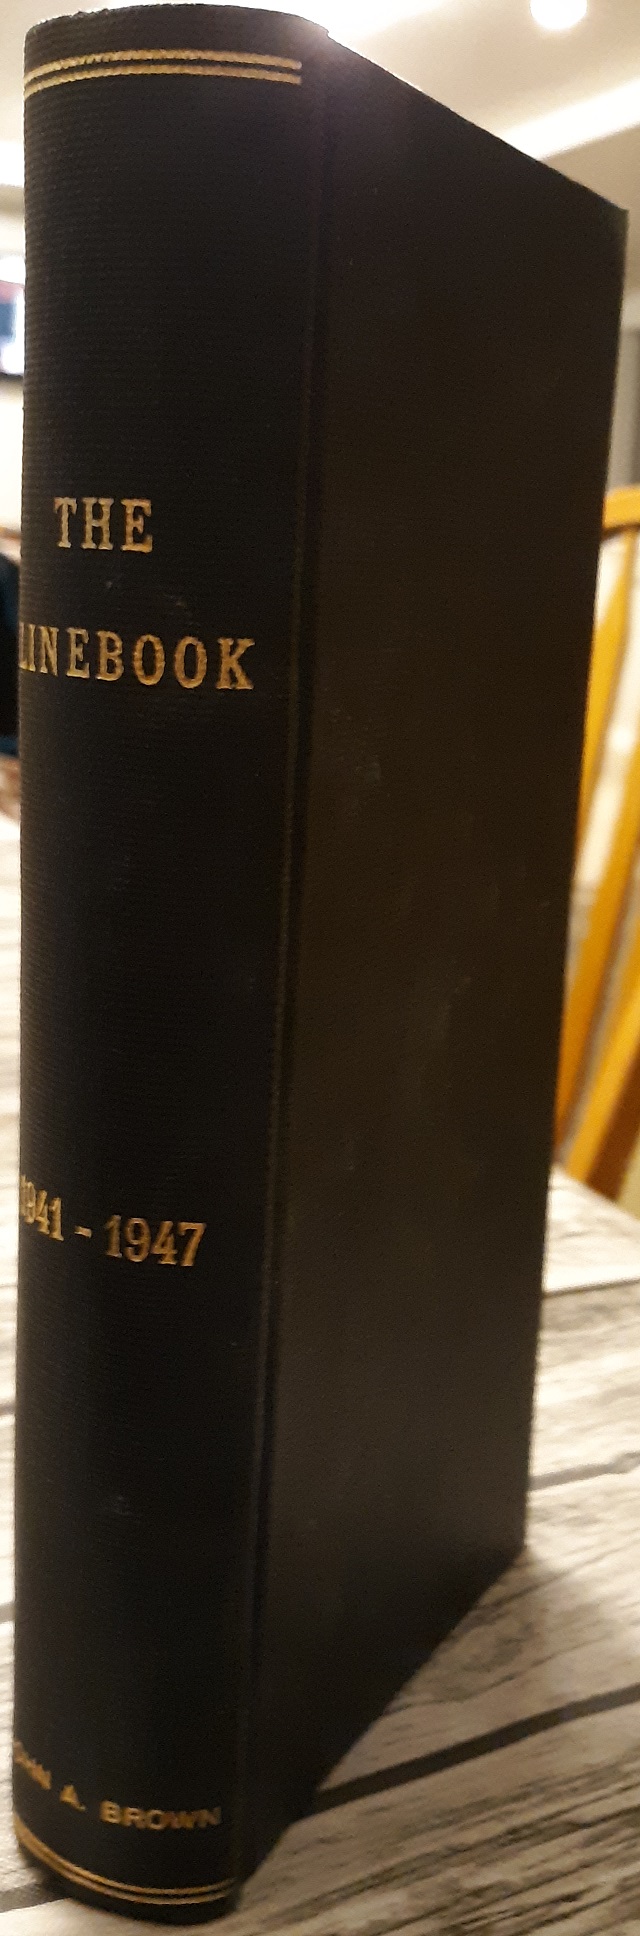 THE
LINEBOOK
1941 - 1947
JOHN A. BROWN